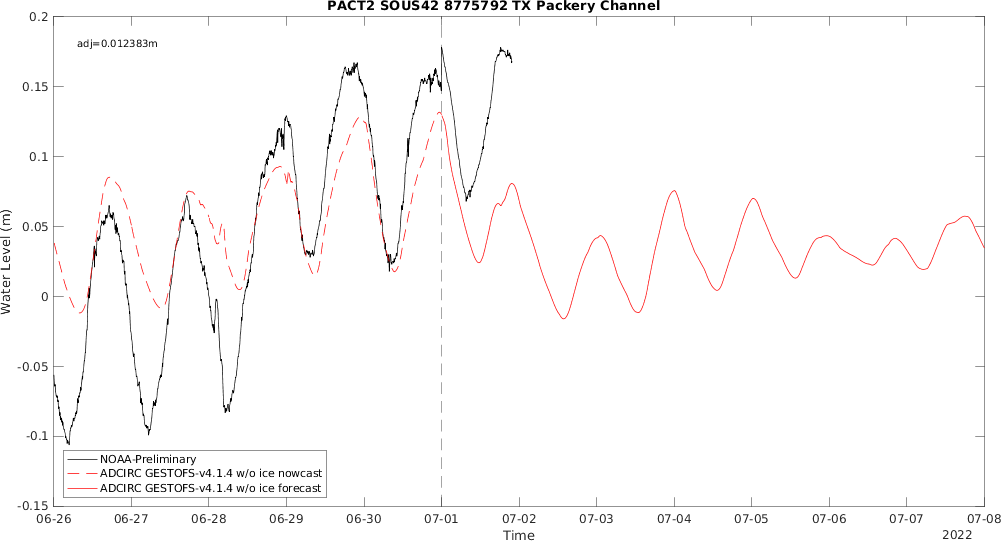 PACT2 SOUS42 8775792 TX Packery Channel
adj=0.012383m
0.2
0.15
0.1
0.05
0
-0.05
-0.1
-0.15
Water Level (m)
NOAA-Preliminary
ADCIRC GESTOFS-v4.1.4 w/o ice nowcast
ADCIRC GESTOFS-v4.1.4 w/o ice forecast
06-26 06-27 06-28 06-29 06-30 07-01 07-02 07-03 07-04 07-05 07-06 07-07 07-08
Time
2022